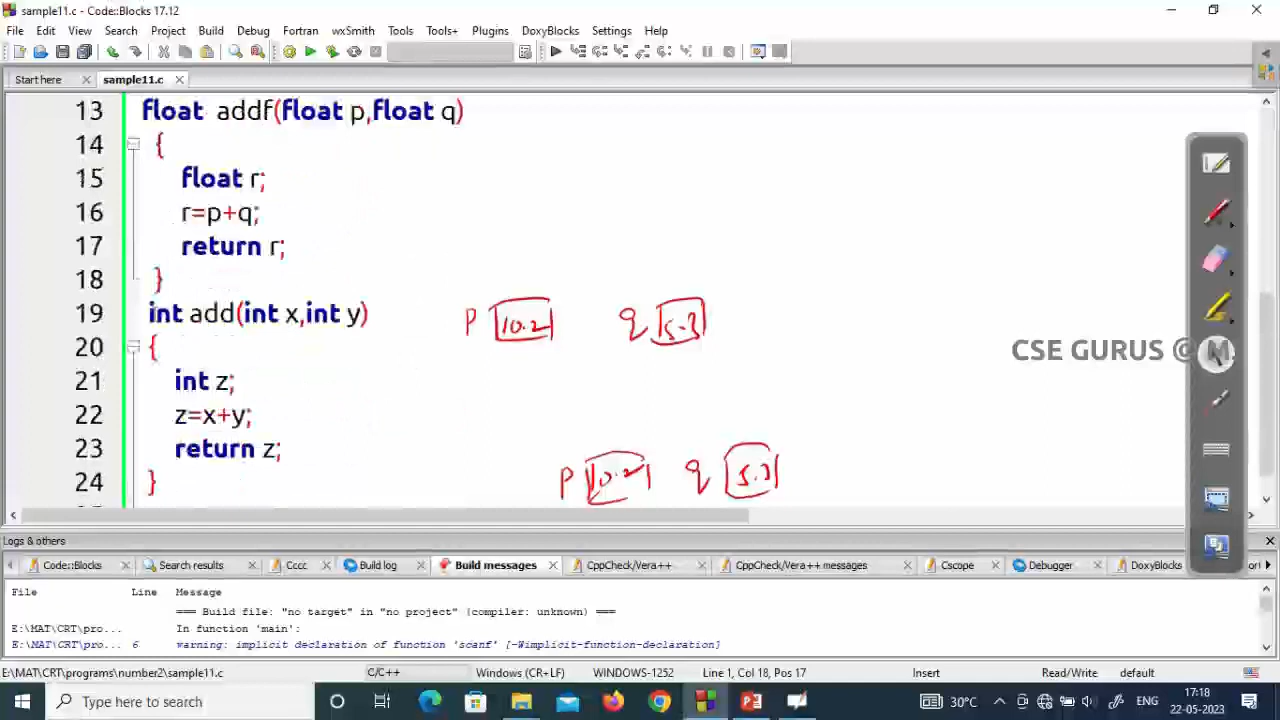 sample11.c - Code::Blocks 17.12
File Edit View Search Project Build Debug Fortran wxSmith Tools Tools+ Plugins DoxyBlocks Settings Help
Start here sample11.c
13 float addf(float p,float q)
14 {
15 float r;
16 r=p+q;
17 return r;
18 }
19 int add(int x,int y)
20 {
21 int z;
22 z=x+y;
23 return z;
24 }
P 10.2 q 5.3
P 10.2 q 5.3
CSE GURUS @ M
Logs & others
Code::Blocks Search results Cccc Build log Build messages CppCheck/Vera++ CppCheck/Vera++ messages Cscope Debugger DoxyBlocks
File Line Message
=== Build file: "no target" in "no project" (compiler: unknown) ===
E:\MAT\CRT\pro... In function 'main':
E:\MAT\CRT\pro... 6 warning: implicit declaration of function 'scanf' [-Wimplicit-function-declaration]
E:\MAT\CRT\programs\number2\sample11.c C/C++ Windows (CR+LF) WINDOWS-1252 Line 1, Col 18, Pos 17 Insert Read/Write default
Type here to search 30°C ENG 17:18
22-05-2023